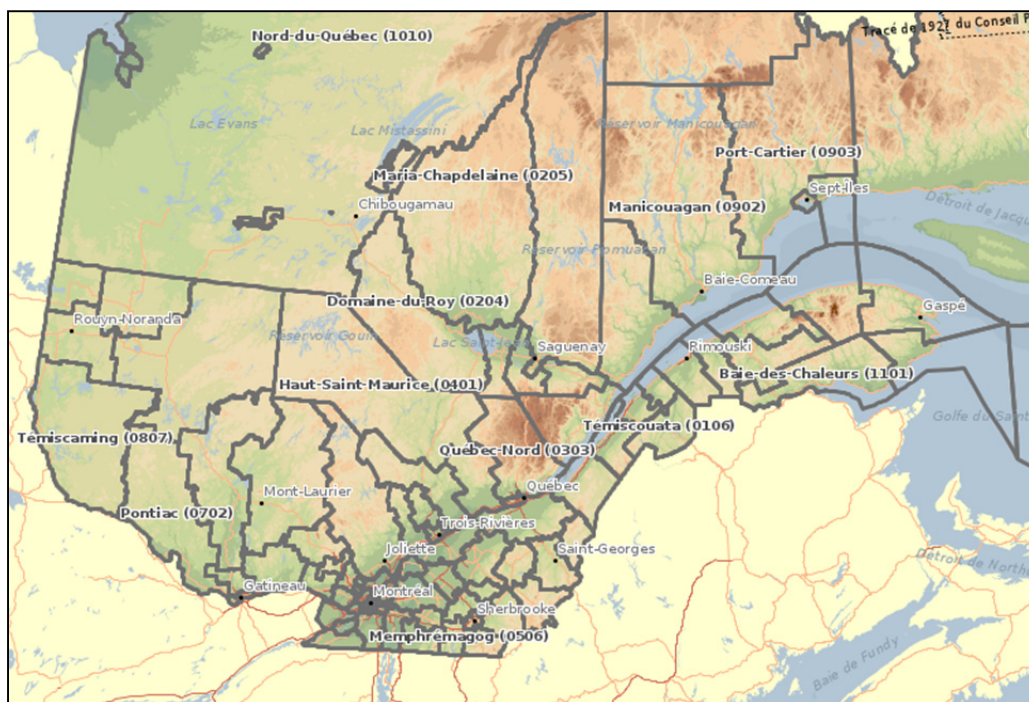 Nord-du-Québec (1010)
Tracé de 1927 du Conseil P
Lac Evans
Lac Mistassini
Réservoir Manicouagan
Port-Cartier (0903)
Maria-Chapdelaine (0205)
Sept-Îles
Chibougamau
Manicouagan (0902)
Détroit de Jacqu
Réservoir Pipmuacan
Baie-Comeau
Domaine-du-Roy (0204)
Gaspé
Rouyn-Noranda
Réservoir Gouin
Lac Saint-Jean
Saguenay
Rimouski
Baie-des-Chaleurs (1101)
Haut-Saint-Maurice (0401)
Golfe du Saint
Témiscaming (0807)
Témiscouata (0106)
Québec-Nord (0303)
Mont-Laurier
Québec
Pontiac (0702)
Trois-Rivières
Joliette
Saint-Georges
Détroit de North
Gatineau
Montréal
Sherbrooke
Memphrémagog (0506)
Baie de Fundy